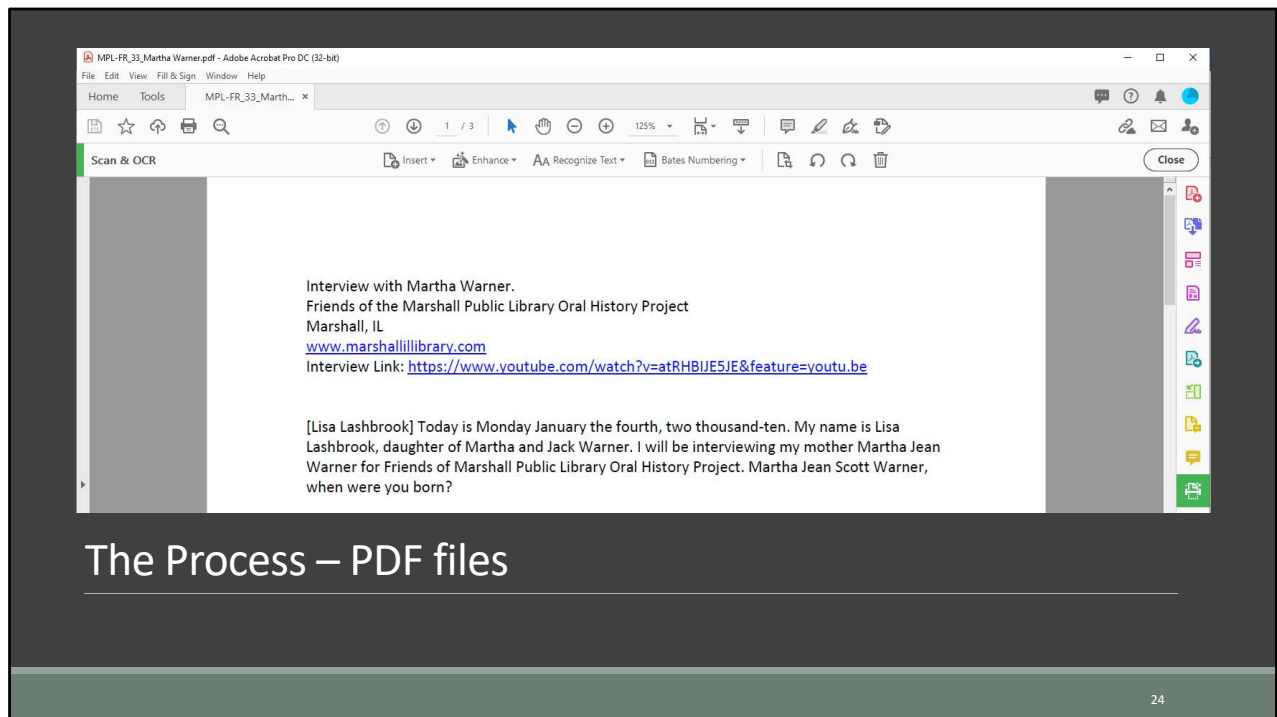 MPL-FR_33_Martha Warner.pdf - Adobe Acrobat Pro DC (32-bit)
File Edit View Fill & Sign Window Help
Home Tools MPL-FR_33_Marth... ×
1 / 3 125%
Scan & OCR Insert Enhance Recognize Text Bates Numbering Close
Interview with Martha Warner.
Friends of the Marshall Public Library Oral History Project
Marshall, IL
www.marshallillibrary.com
Interview Link: https://www.youtube.com/watch?v=atRHBIJE5JE&feature=youtu.be
[Lisa Lashbrook] Today is Monday January the fourth, two thousand-ten. My name is Lisa
Lashbrook, daughter of Martha and Jack Warner. I will be interviewing my mother Martha Jean
Warner for Friends of Marshall Public Library Oral History Project. Martha Jean Scott Warner,
when were you born?
The Process – PDF files
24